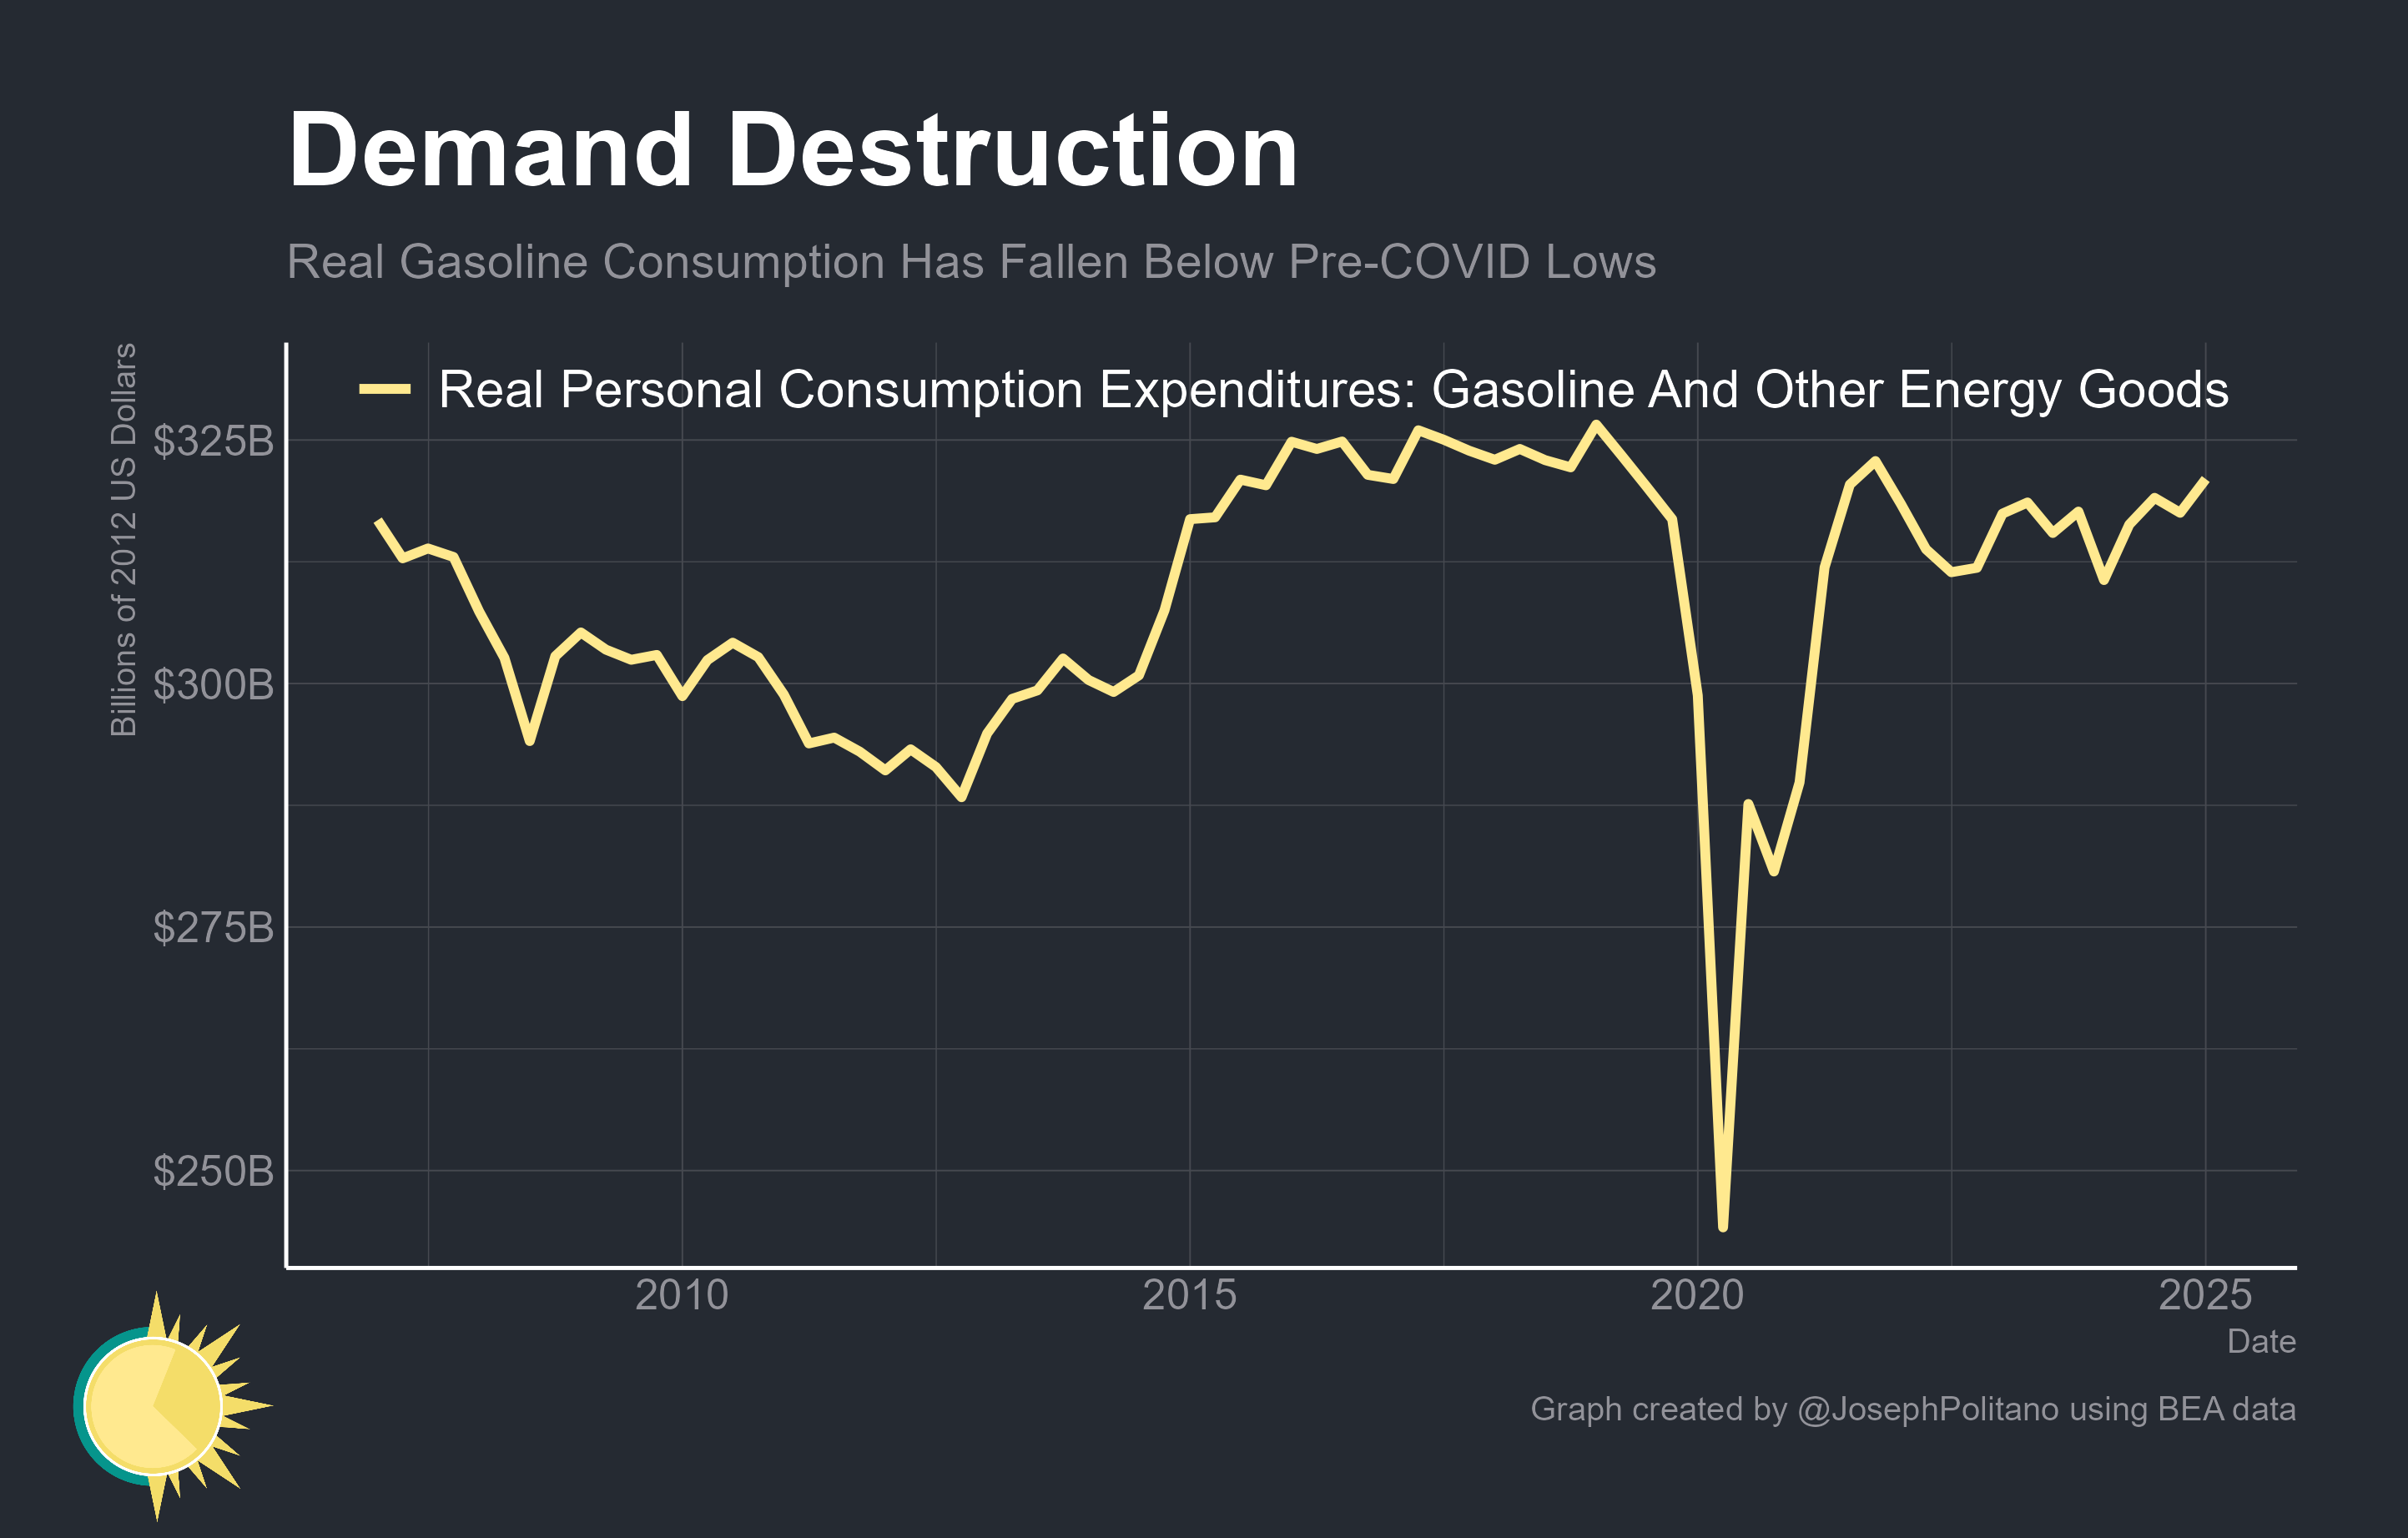 Demand Destruction
Real Gasoline Consumption Has Fallen Below Pre-COVID Lows
Billions of 2012 US Dollars
Real Personal Consumption Expenditures: Gasoline And Other Energy Goods
$325B
$300B
$275B
$250B
2010 2015 2020 2025
Date
Graph created by @JosephPolitano using BEA data